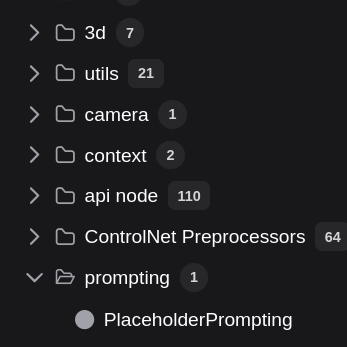 3d 7
utils 21
camera 1
context 2
api node 110
ControlNet Preprocessors 64
prompting 1
PlaceholderPrompting